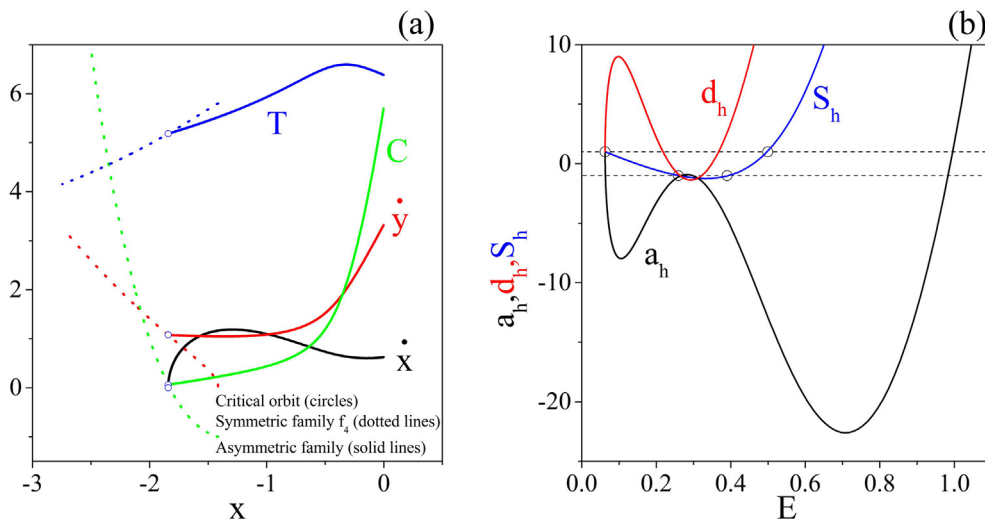 (a)
6
4
2
0
-3
-2
-1
0
x
T
C
ẏ
ẋ
Critical orbit (circles)
Symmetric family f₄ (dotted lines)
Asymmetric family (solid lines)
(b)
10
0
-10
-20
0.0
0.2
0.4
0.6
0.8
1.0
E
aₕ,dₕ,Sₕ
dₕ
Sₕ
aₕ